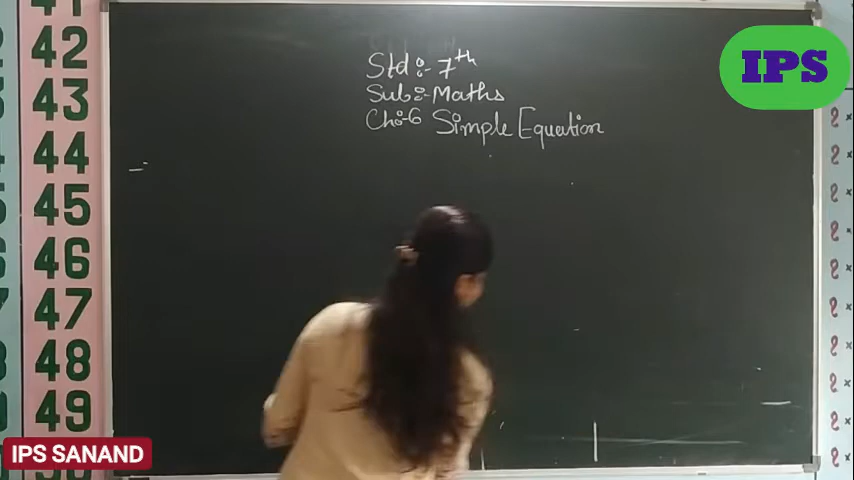 Std :- 7th
Sub :- Maths
Ch :- 6 Simple Equation
IPS
42
43
44
45
46
47
48
49
IPS SANAND